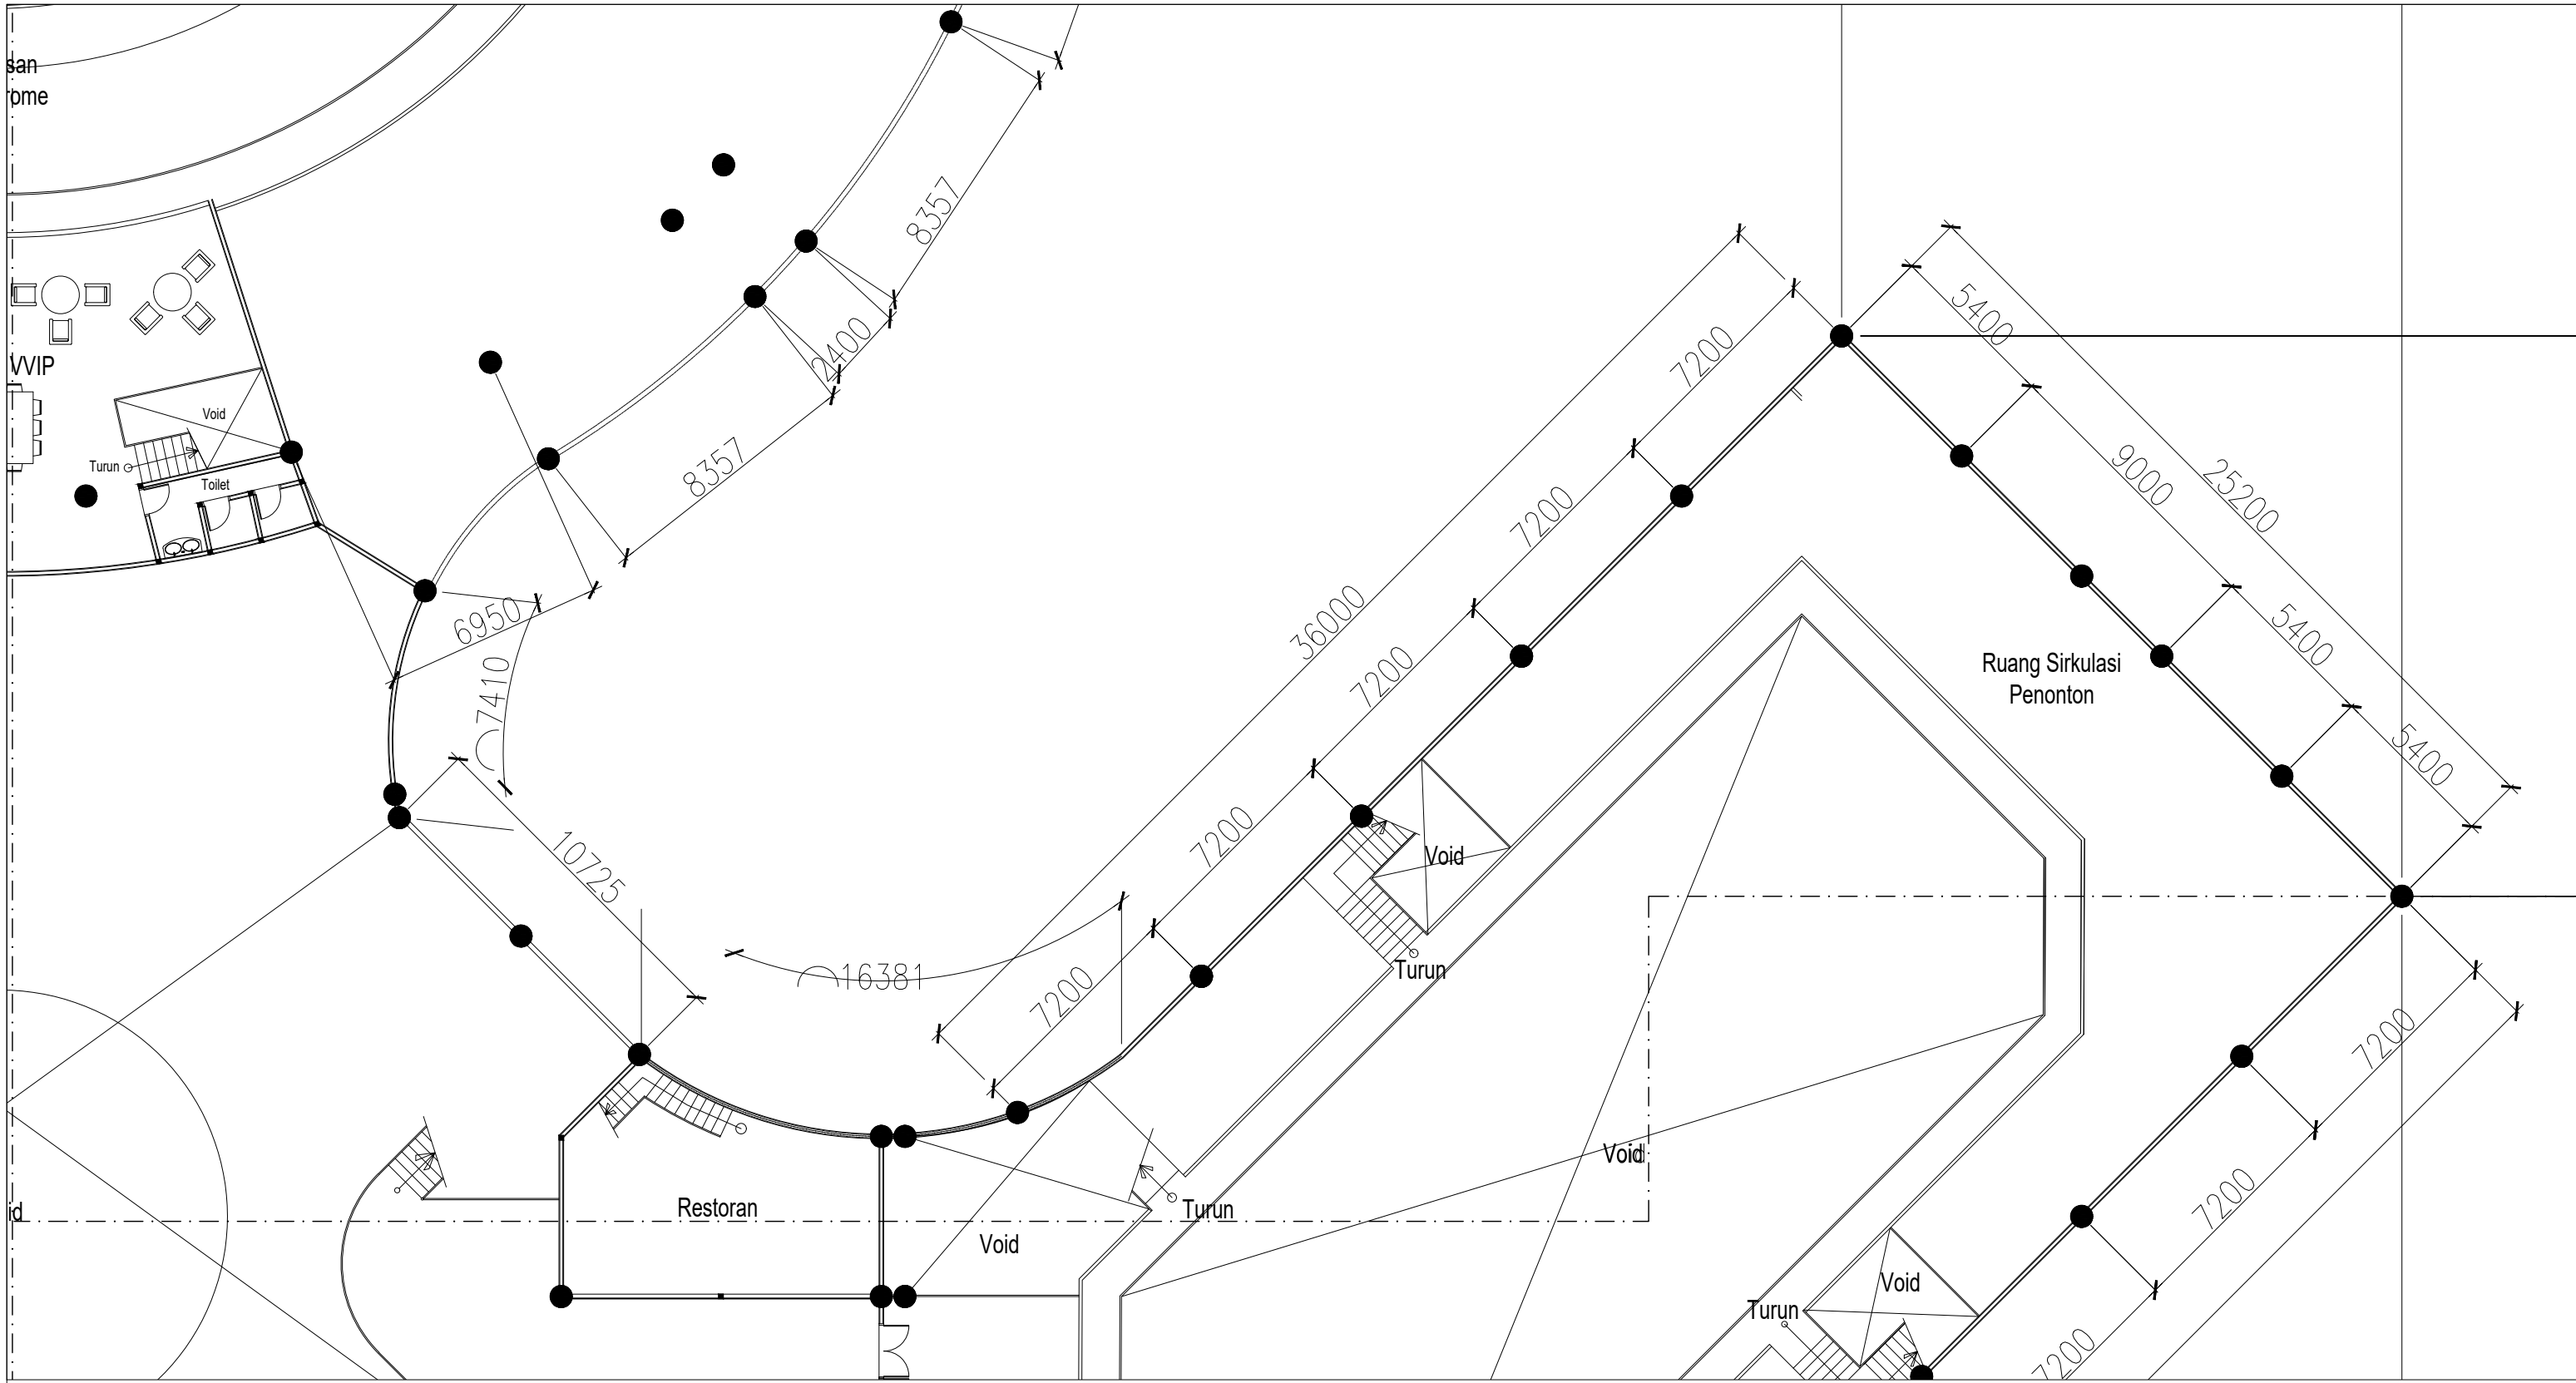 san
rome
8357
VVIP
Void
Turun
Toilet
2400
8357
6950
7410
10725
16381
36000
7200
7200
7200
7200
7200
5400
9000
25200
5400
5400
Ruang Sirkulasi
Penonton
Void
Turun
7200
7200
7200
Void
Turun
Void
Restoran
Void
Turun
id